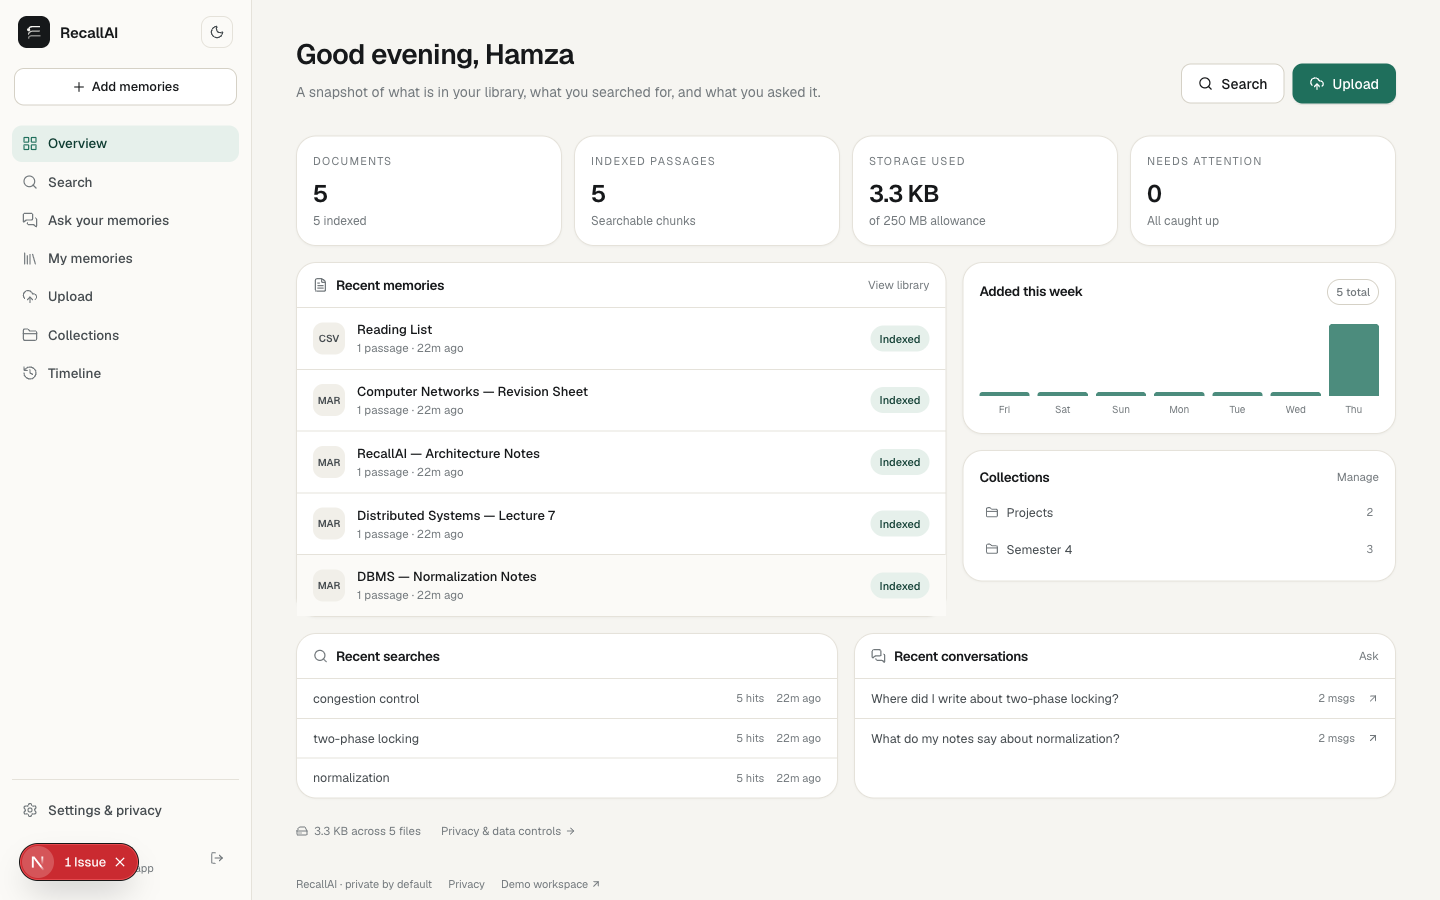 RecallAI
Add memories
Overview
Search
Ask your memories
My memories
Upload
Collections
Timeline
Settings & privacy
1 Issue
app
Good evening, Hamza
A snapshot of what is in your library, what you searched for, and what you asked it.
Search
Upload
DOCUMENTS
5
5 indexed
INDEXED PASSAGES
5
Searchable chunks
STORAGE USED
3.3 KB
of 250 MB allowance
NEEDS ATTENTION
0
All caught up
Recent memories
View library
CSV
Reading List
1 passage · 22m ago
Indexed
MAR
Computer Networks — Revision Sheet
1 passage · 22m ago
Indexed
MAR
RecallAI — Architecture Notes
1 passage · 22m ago
Indexed
MAR
Distributed Systems — Lecture 7
1 passage · 22m ago
Indexed
MAR
DBMS — Normalization Notes
1 passage · 22m ago
Indexed
Added this week
5 total
Fri Sat Sun Mon Tue Wed Thu
Collections
Manage
Projects 2
Semester 4 3
Recent searches
congestion control 5 hits 22m ago
two-phase locking 5 hits 22m ago
normalization 5 hits 22m ago
Recent conversations
Ask
Where did I write about two-phase locking? 2 msgs
What do my notes say about normalization? 2 msgs
3.3 KB across 5 files
Privacy & data controls →
RecallAI · private by default
Privacy
Demo workspace